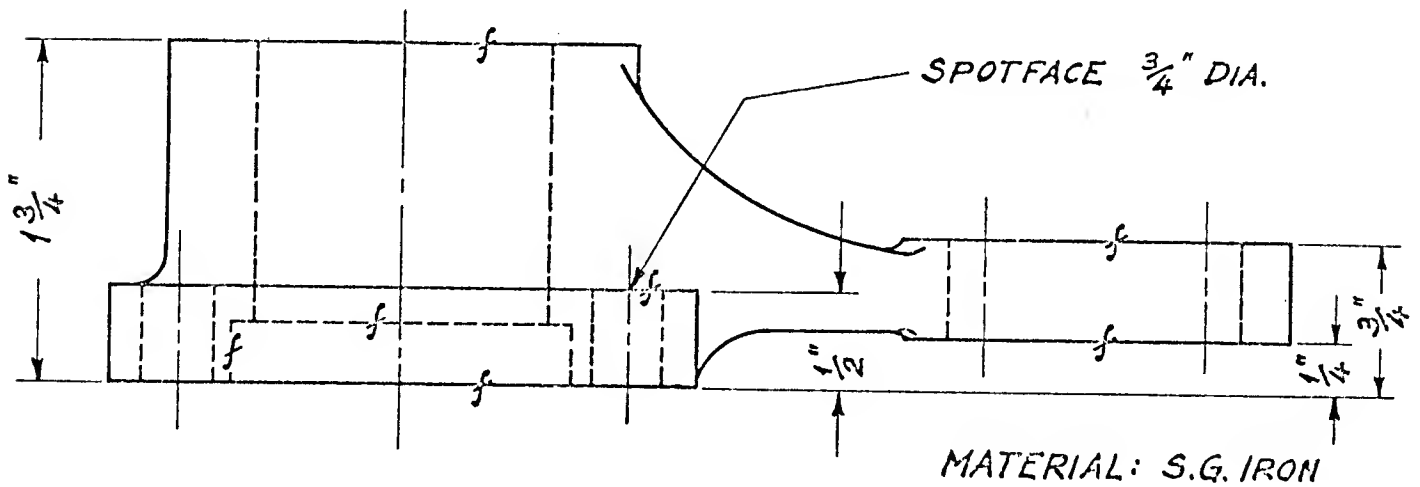 SPOTFACE 3/4" DIA.
1 3/4"
f
f
f
f
f
f
f
1/2"
1/4"
3/4"
MATERIAL: S.G. IRON